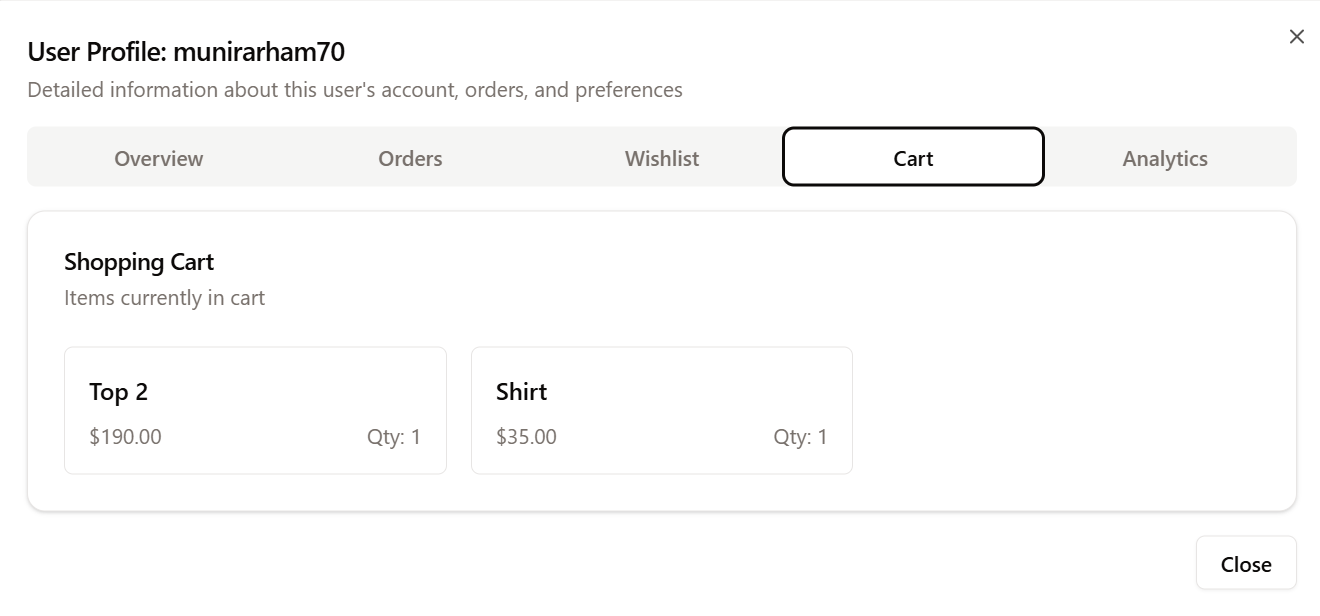 User Profile: munirarham70
Detailed information about this user's account, orders, and preferences
Overview
Orders
Wishlist
Cart
Analytics
Shopping Cart
Items currently in cart
Top 2
$190.00
Qty: 1
Shirt
$35.00
Qty: 1
Close